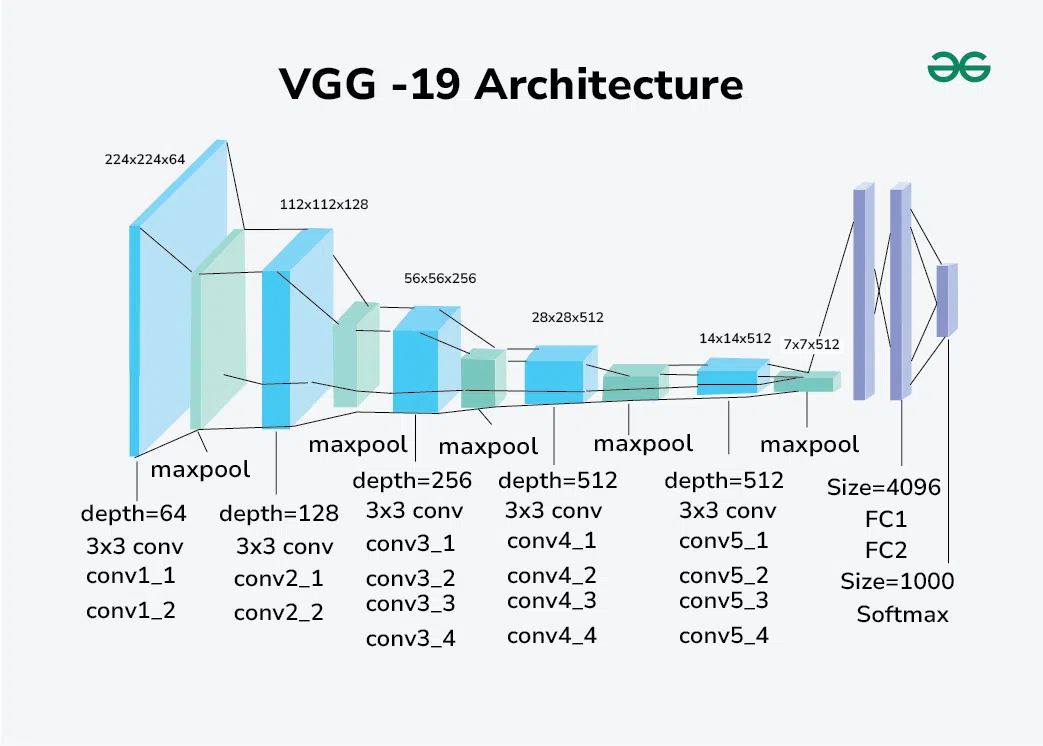 VGG -19 Architecture
224x224x64
112x112x128
56x56x256
28x28x512
14x14x512
7x7x512
maxpool
maxpool
maxpool
maxpool
maxpool
depth=64
3x3 conv
conv1_1
conv1_2
depth=128
3x3 conv
conv2_1
conv2_2
depth=256
3x3 conv
conv3_1
conv3_2
conv3_3
conv3_4
depth=512
3x3 conv
conv4_1
conv4_2
conv4_3
conv4_4
depth=512
3x3 conv
conv5_1
conv5_2
conv5_3
conv5_4
Size=4096
FC1
FC2
Size=1000
Softmax